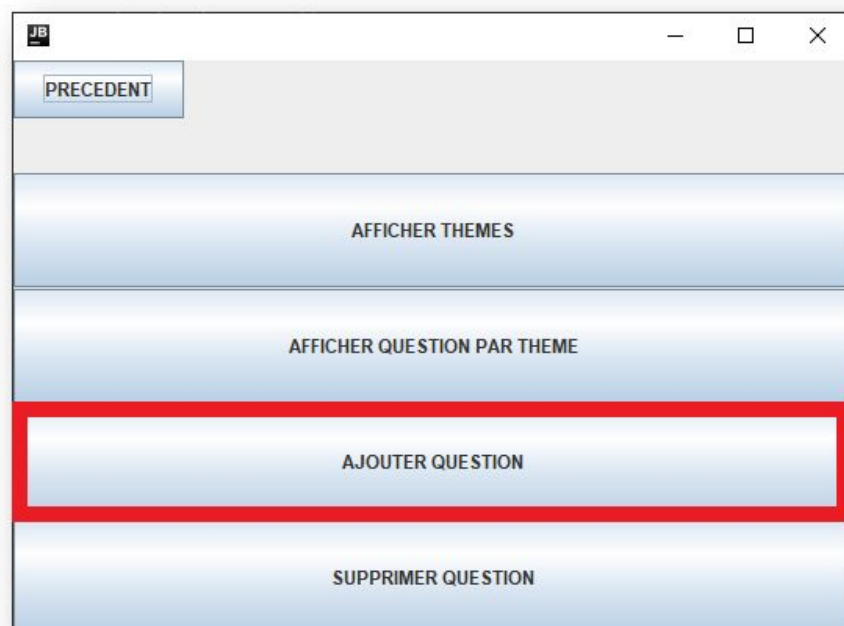 JB
PRECEDENT
AFFICHER THEMES
AFFICHER QUESTION PAR THEME
AJOUTER QUESTION
SUPPRIMER QUESTION